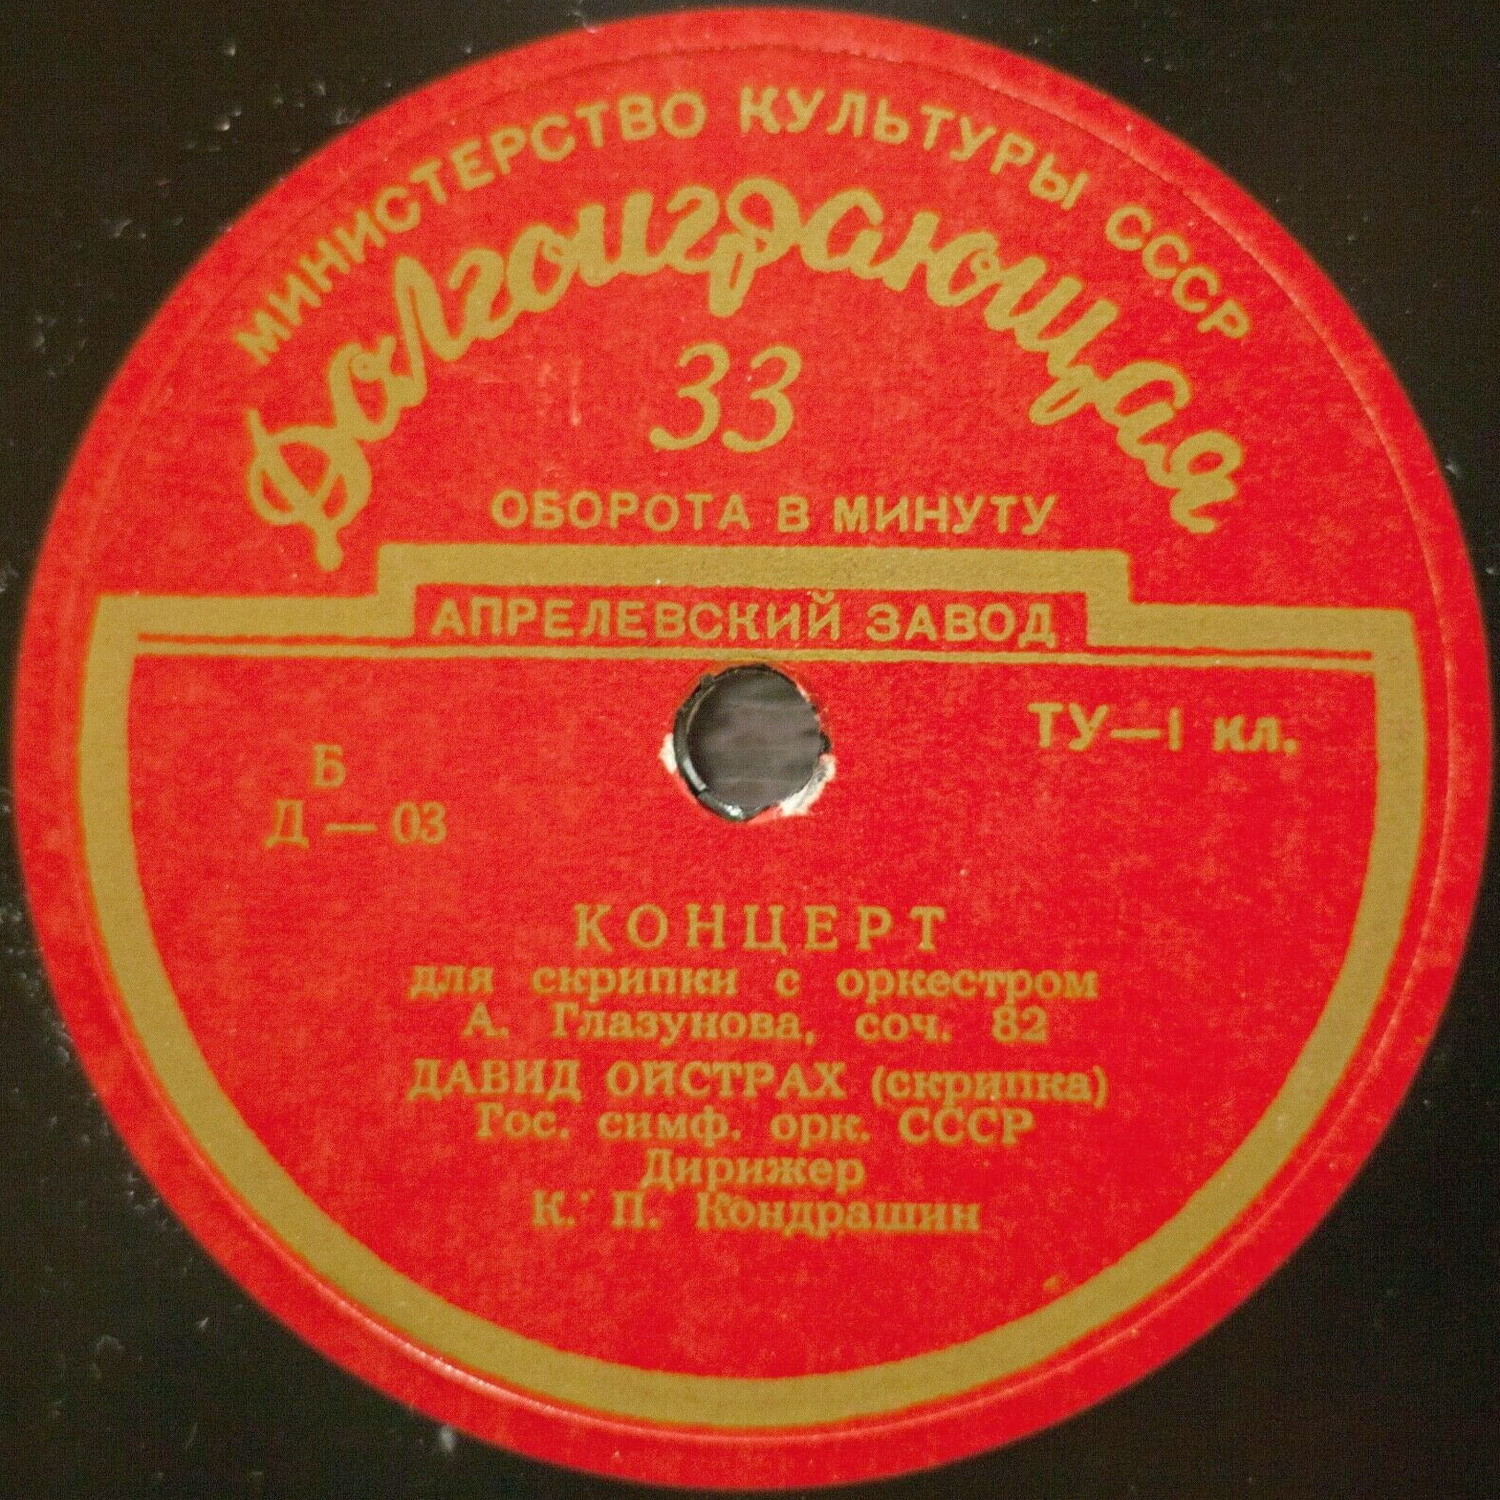 МИНИСТЕРСТВО КУЛЬТУРЫ СССР
Долгоиграющая
33
ОБОРОТА В МИНУТУ
АПРЕЛЕВСКИЙ ЗАВОД
ТУ—I кл.
Б
Д — 03
КОНЦЕРТ
для скрипки с оркестром
А. Глазунова, соч. 82
ДАВИД ОЙСТРАХ (скрипка)
Гос. симф. орк. СССР
Дирижер
К. П. Кондрашин